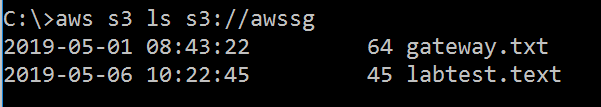 C:\>aws s3 ls s3://awssg
2019-05-01 08:43:22         64 gateway.txt
2019-05-06 10:22:45         45 labtest.text